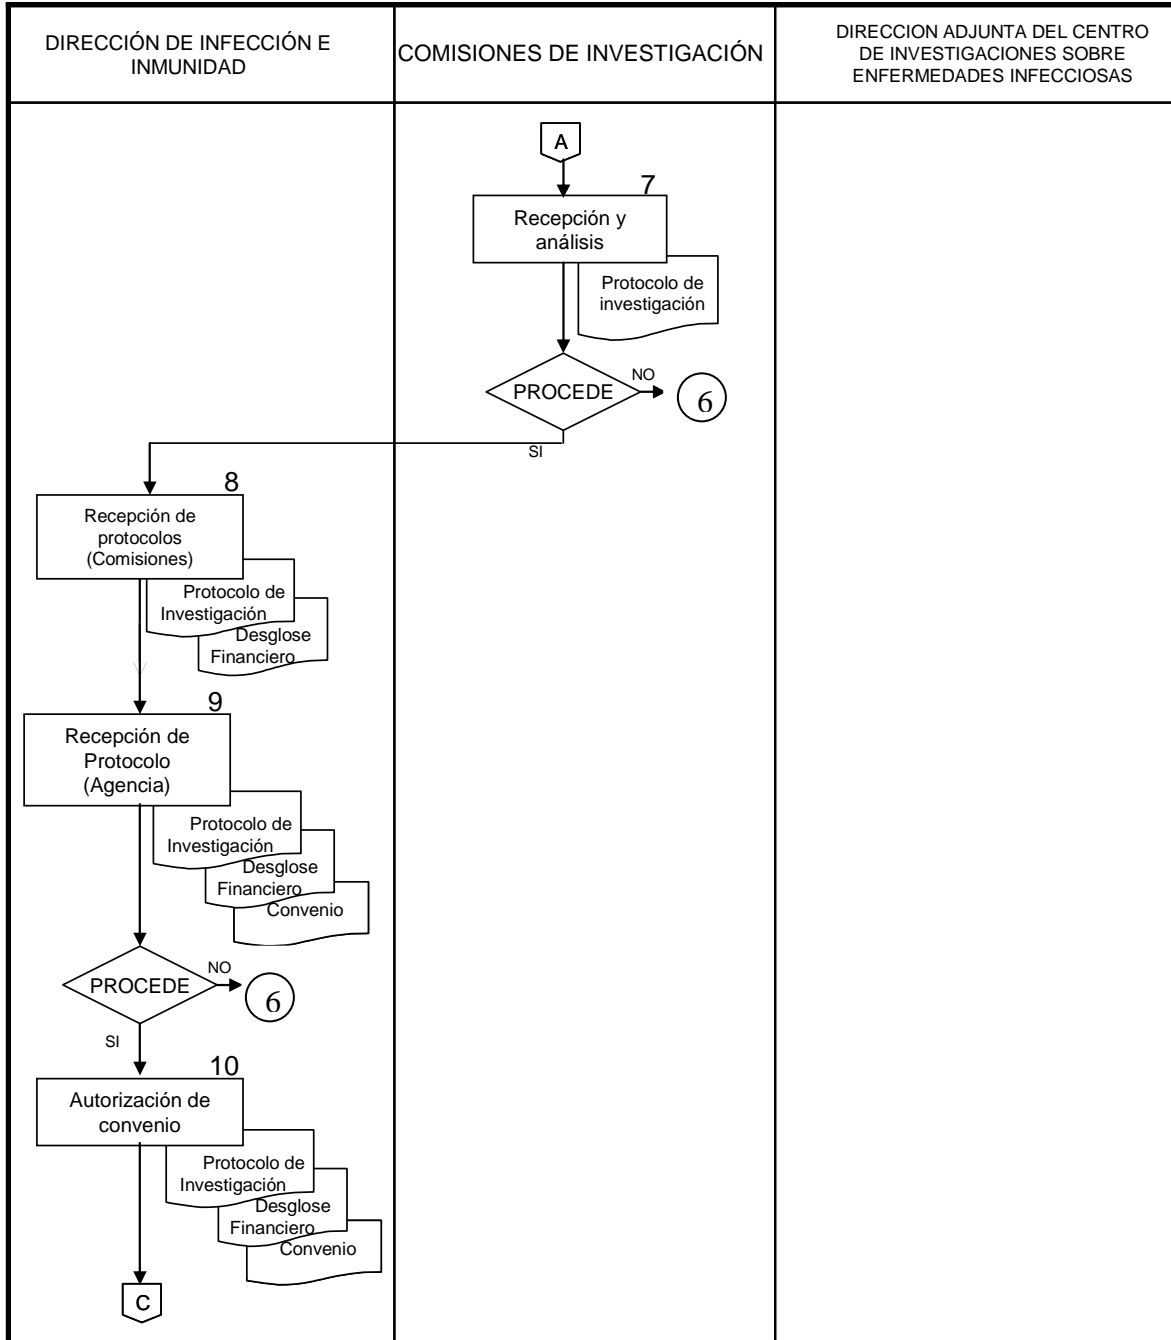 DIRECCIÓN DE INFECCIÓN E
INMUNIDAD
COMISIONES DE INVESTIGACIÓN
DIRECCION ADJUNTA DEL CENTRO
DE INVESTIGACIONES SOBRE
ENFERMEDADES INFECCIOSAS
A
7
Recepción y
análisis
Protocolo de
investigación
PROCEDE
NO
6
SI
8
Recepción de
protocolos
(Comisiones)
Protocolo de
Investigación
Desglose
Financiero
9
Recepción de
Protocolo
(Agencia)
Protocolo de
Investigación
Desglose
Financiero
Convenio
PROCEDE
NO
6
SI
10
Autorización de
convenio
Protocolo de
Investigación
Desglose
Financiero
Convenio
C